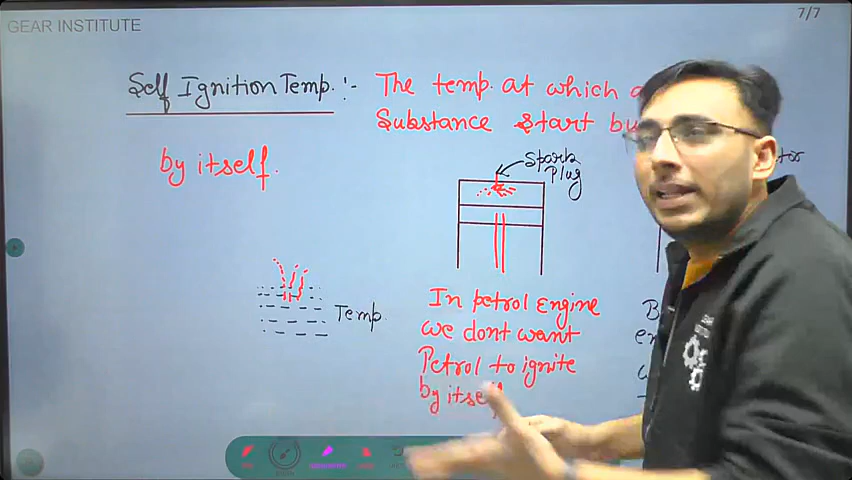 GEAR INSTITUTE
7/7
Self Ignition Temp. :- The temp. at which a
Substance start bu
by itself.
Spark
Plug
Temp.
In petrol Engine
we dont want
Petrol to ignite
by itself